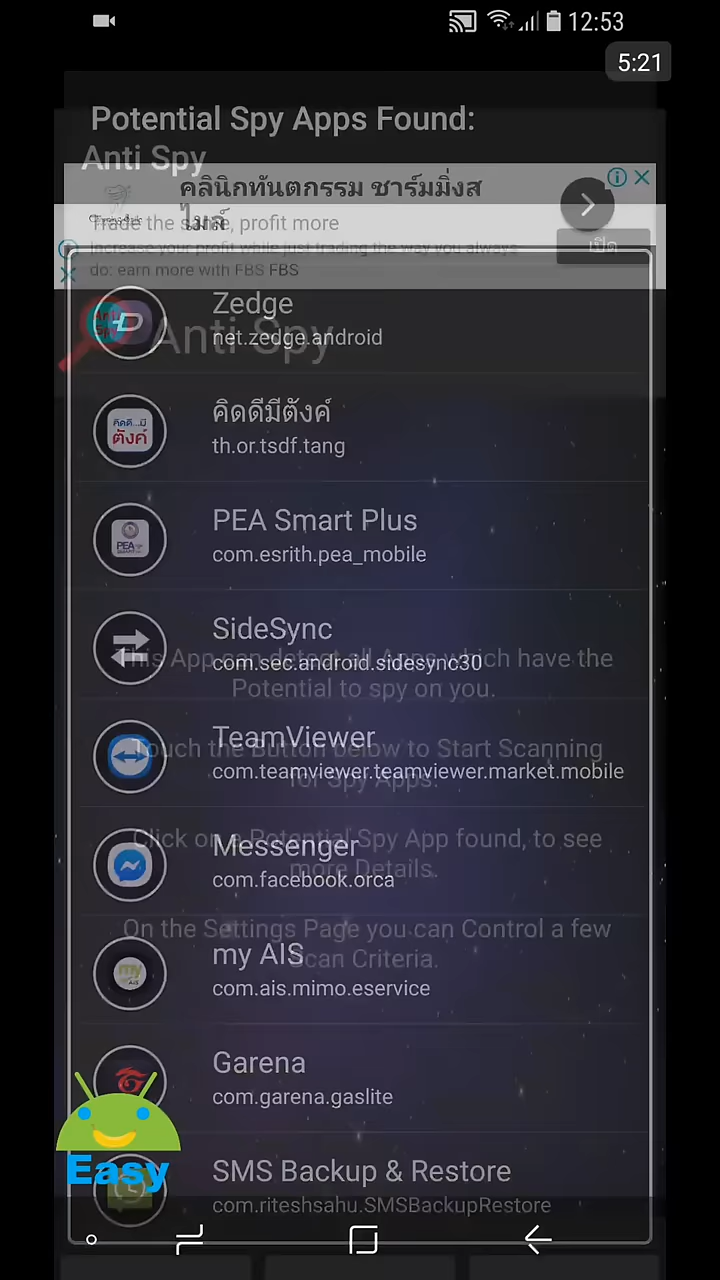 12:53
5:21
Potential Spy Apps Found:
Anti Spy
คลินิกทันตกรรม ชาร์มมิ่งส
ไมล์
Trade the same, profit more
เปิด
Increase your profit while just trading the way you always
do: earn more with FBS FBS
Zedge
net.zedge.android
Anti Spy
คิดดีมีตังค์
th.or.tsdf.tang
PEA Smart Plus
com.esrith.pea_mobile
SideSync
com.sec.android.sidesync30
This App can detect all Apps which have the
Potential to spy on you.
TeamViewer
com.teamviewer.teamviewer.market.mobile
Touch the Button below to Start Scanning
for Spy Apps.
Messenger
com.facebook.orca
Click on a Potential Spy App found, to see
more Details.
On the Settings Page you can Control a few
Scan Criteria.
my AIS
com.ais.mimo.eservice
Garena
com.garena.gaslite
Easy
SMS Backup & Restore
com.riteshsahu.SMSBackupRestore